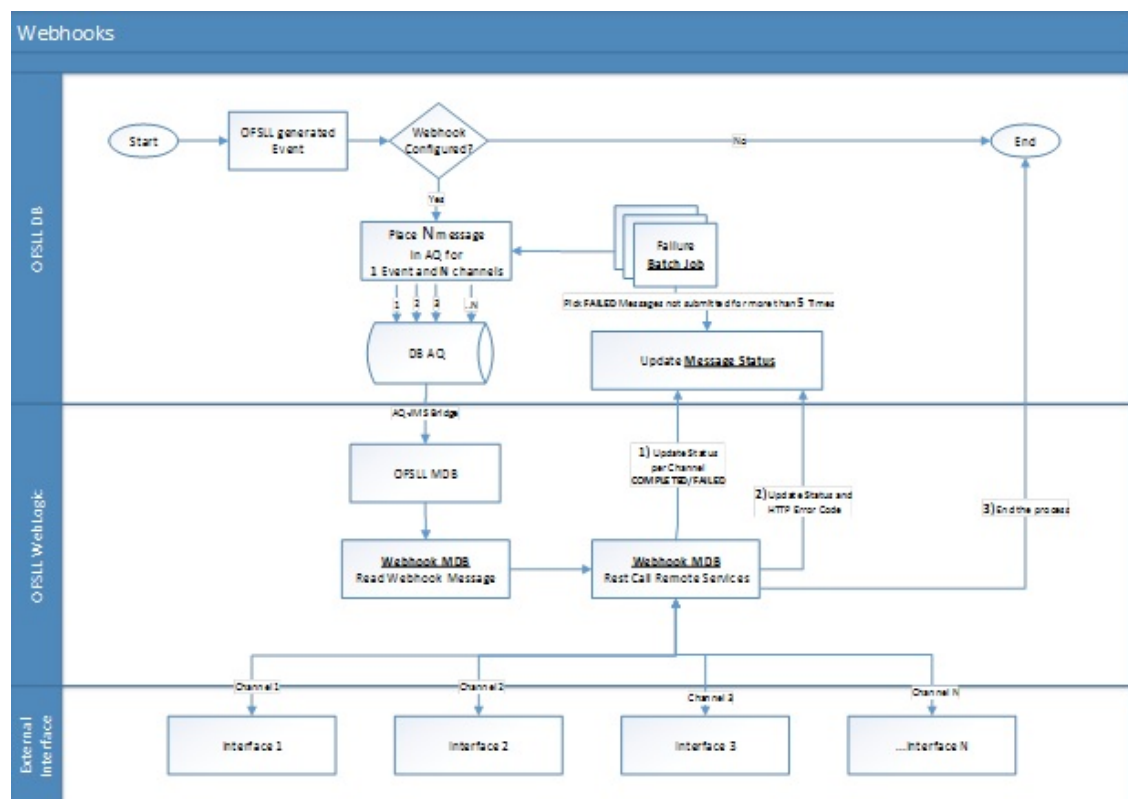 Webhooks
OFSLL DB
Start
OFSLL generated
Event
Webhook
Configured?
No
End
Yes
Place N message
in AQ for
1 Event and N channels
Failure
Batch Job
1
2
3
..N
Pick FAILED Messages not submitted for more than 5 Times
DB AQ
Update Message Status
OFSLL WebLogic
AQ-JMS Bridge
OFSLL MDB
1) Update Status
per Channel
COMPLETED/FAILED
2) Update Status and
HTTP Error Code
3) End the process
Webhook MDB
Read Webhook Message
Webhook MDB
Rest Call Remote Services
External
Interface
Channel 1
Channel 2
Channel 3
Channel N
Interface 1
Interface 2
Interface 3
...Interface N